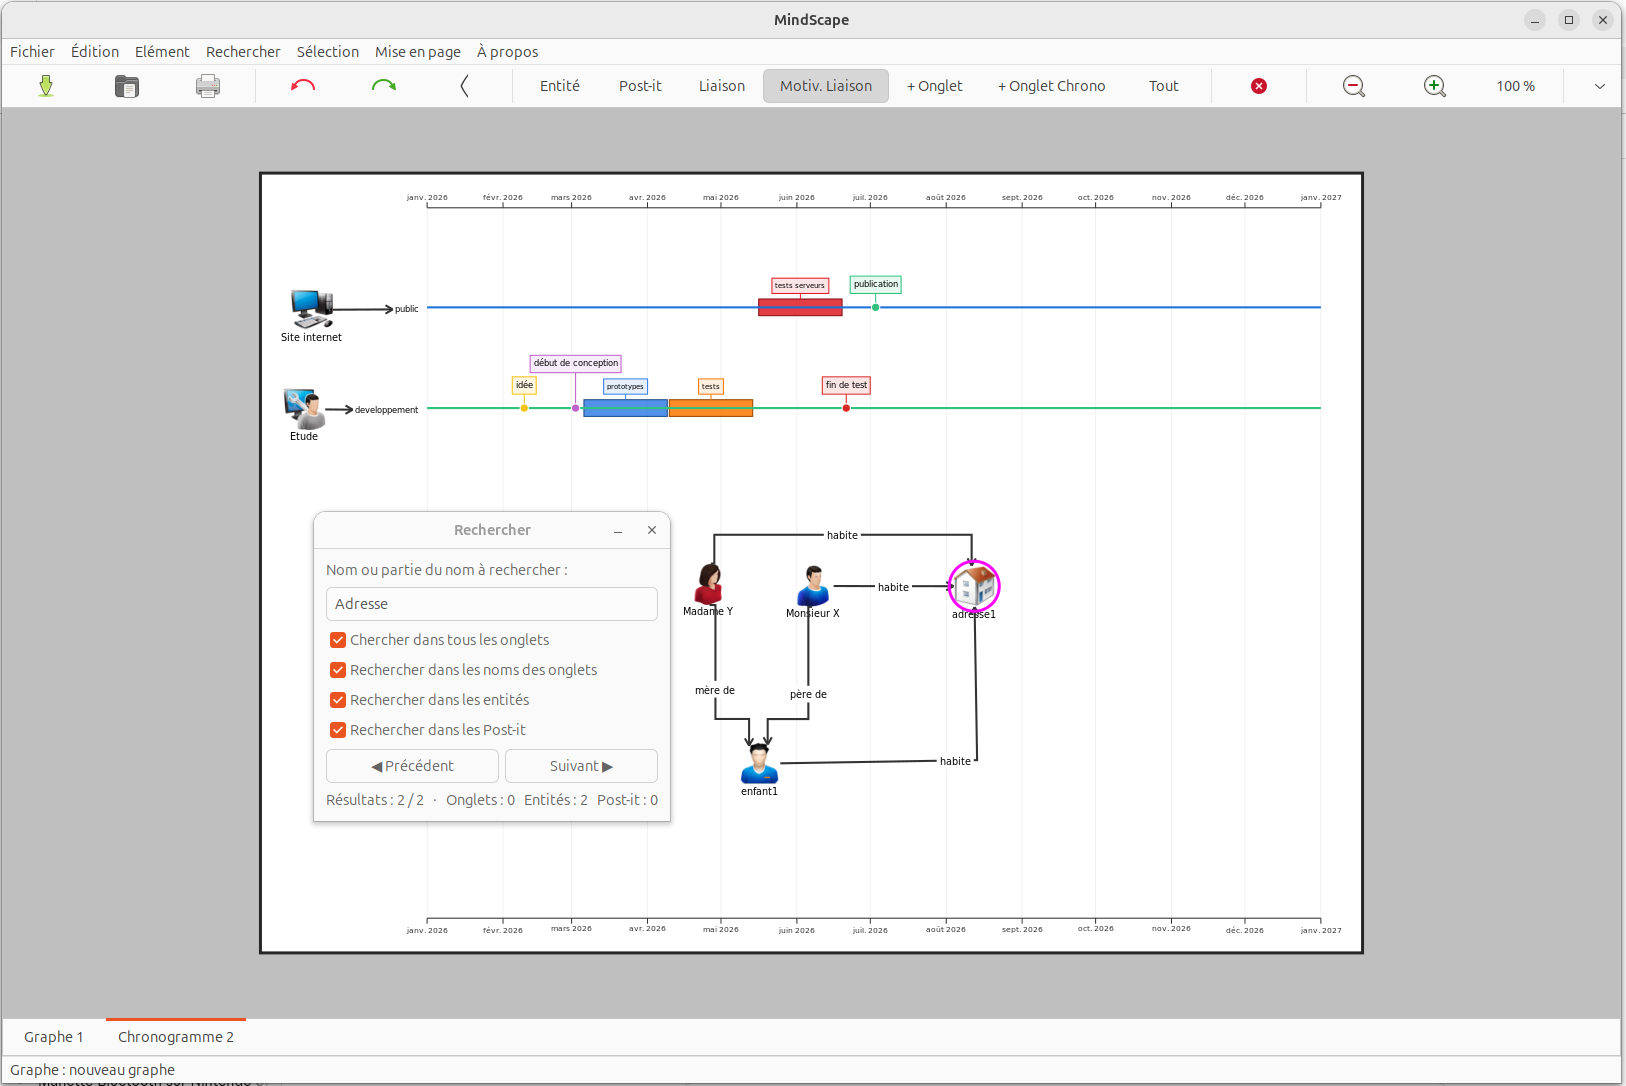 MindScape
Fichier Édition Elément Rechercher Sélection Mise en page À propos
Entité Post-it Liaison Motiv. Liaison + Onglet + Onglet Chrono Tout 100 %
janv. 2026 févr. 2026 mars 2026 avr. 2026 mai 2026 juin 2026 juil. 2026 août 2026 sept. 2026 oct. 2026 nov. 2026 déc. 2026 janv. 2027
tests serveurs publication
public
Site internet
début de conception
idée prototypes tests fin de test
developpement
Etude
Rechercher
Nom ou partie du nom à rechercher :
Adresse
Chercher dans tous les onglets
Rechercher dans les noms des onglets
Rechercher dans les entités
Rechercher dans les Post-it
◀ Précédent Suivant ▶
Résultats : 2 / 2 · Onglets : 0 Entités : 2 Post-it : 0
habite
habite
Madame Y Monsieur X adresse1
mère de père de
habite
enfant1
janv. 2026 févr. 2026 mars 2026 avr. 2026 mai 2026 juin 2026 juil. 2026 août 2026 sept. 2026 oct. 2026 nov. 2026 déc. 2026 janv. 2027
Graphe 1 Chronogramme 2
Graphe : nouveau graphe